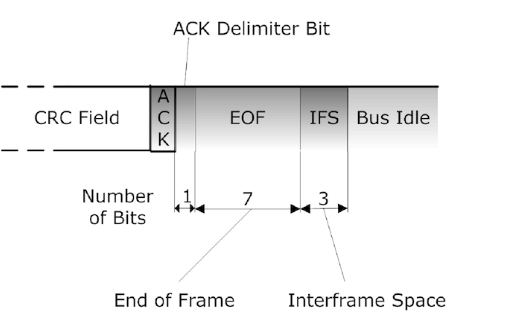 ACK Delimiter Bit
CRC Field
A
C
K
EOF
IFS
Bus Idle
Number
of Bits
1
7
3
End of Frame
Interframe Space